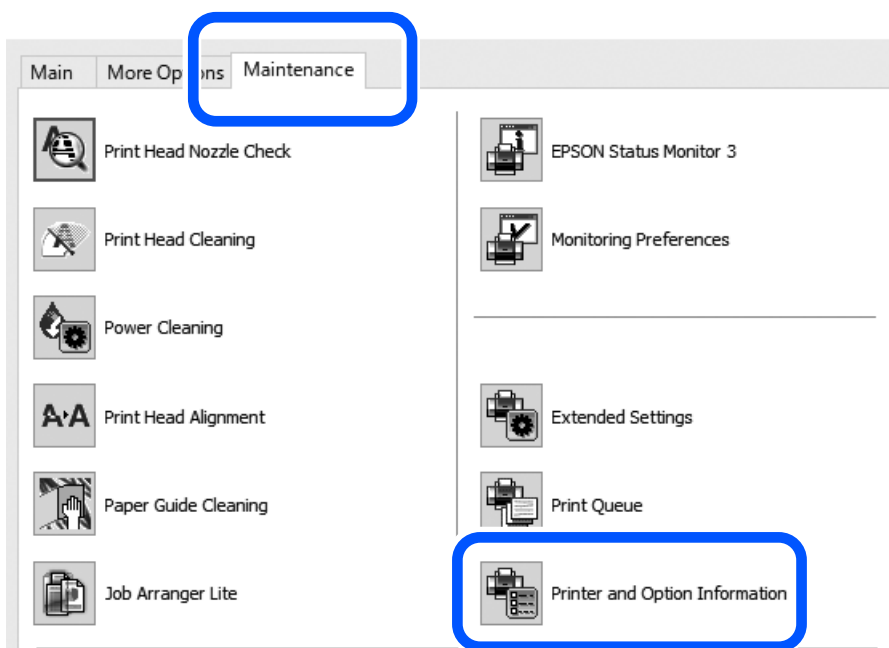 Main
More Options
Maintenance
Print Head Nozzle Check
Print Head Cleaning
Power Cleaning
A A Print Head Alignment
Paper Guide Cleaning
Job Arranger Lite
EPSON Status Monitor 3
Monitoring Preferences
Extended Settings
Print Queue
Printer and Option Information